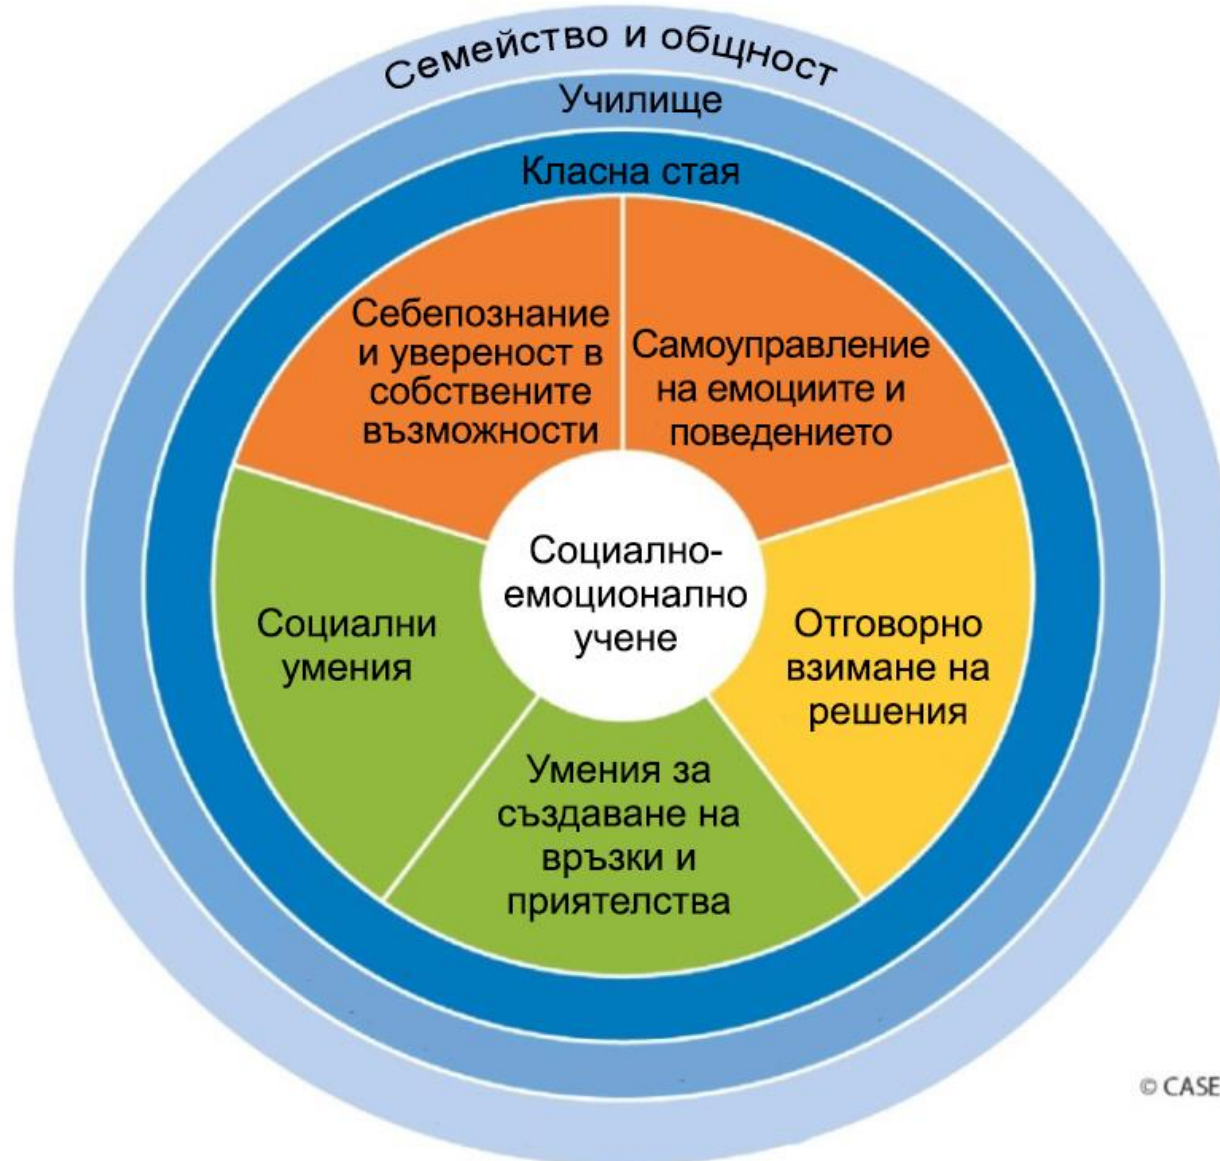 Семейство и общност
Училище
Класна стая
Себепознание
и увереност в
собствените
възможности
Самоуправление
на емоциите и
поведението
Социално-
емоционално
учене
Социални
умения
Отговорно
взимане на
решения
Умения за
създаване на
връзки и
приятелства
© CASE